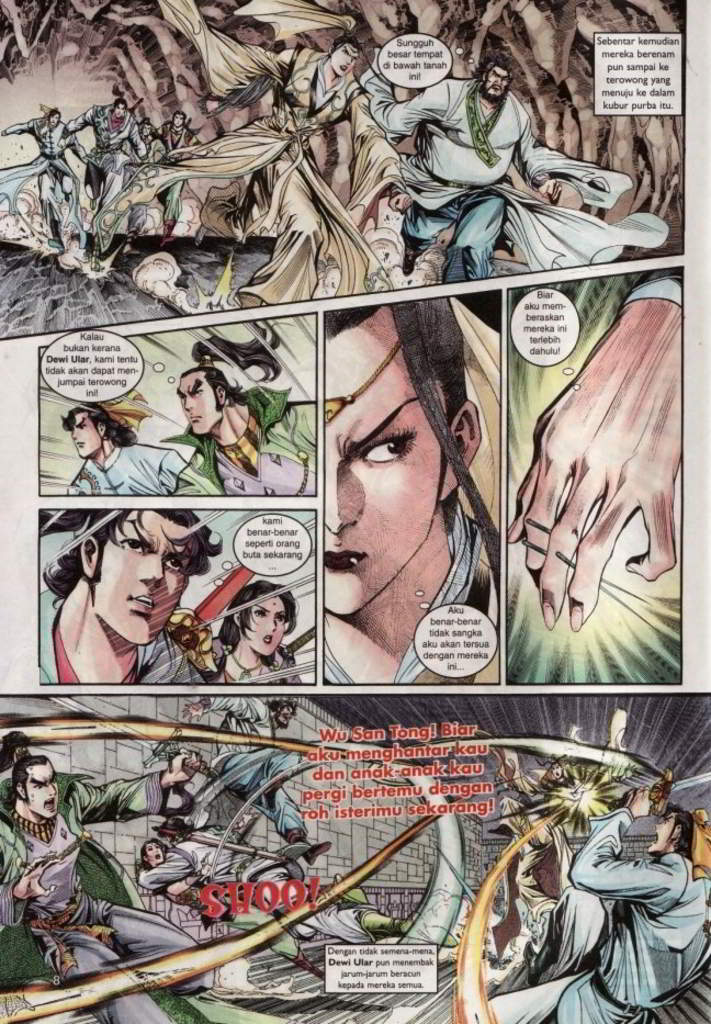 Sungguh
besar tempat
di bawah tanah
ini!
Sebentar kemudian
mereka berenam
pun sampai ke
terowong yang
menuju ke dalam
kubur purba itu.
Kalau
bukan kerana
Dewi Ular, kami tentu
tidak akan dapat men-
jumpai terowong
ini!
kami
benar-benar
seperti orang
buta sekarang
...
Aku
benar-benar
tidak sangka
aku akan tersua
dengan mereka
ini...
Biar
aku mem-
beraskan
mereka ini
terlebih
dahulu!
Wu San Tong! Biar
aku menghantar kau
dan anak-anak kau
pergi bertemu dengan
roh isterimu sekarang!
SHOO!
Dengan tidak semena-mena,
Dewi Ular pun menembak
jarum-jarum beracun
kepada mereka semua.
8